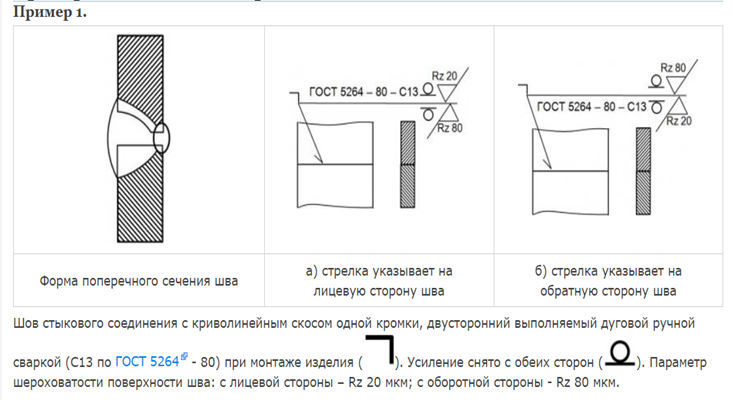 Пример 1.
Rz 20
ГОСТ 5264 – 80 – С13
Rz 80
Rz 80
ГОСТ 5264 – 80 – С13
Rz 20
Форма поперечного сечения шва
а) стрелка указывает на
лицевую сторону шва
б) стрелка указывает на
обратную сторону шва
Шов стыкового соединения с криволинейным скосом одной кромки, двусторонний выполняемый дуговой ручной
сваркой (С13 по ГОСТ 5264 - 80) при монтаже изделия ( ). Усиление снято с обеих сторон ( ). Параметр
шероховатости поверхности шва: с лицевой стороны – Rz 20 мкм; с оборотной стороны - Rz 80 мкм.